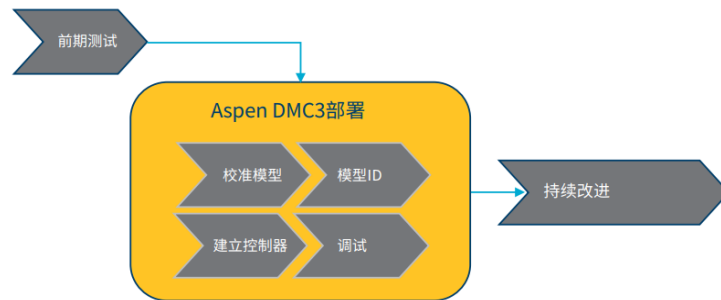 前期测试
Aspen DMC3部署
校准模型
模型ID
建立控制器
调试
持续改进